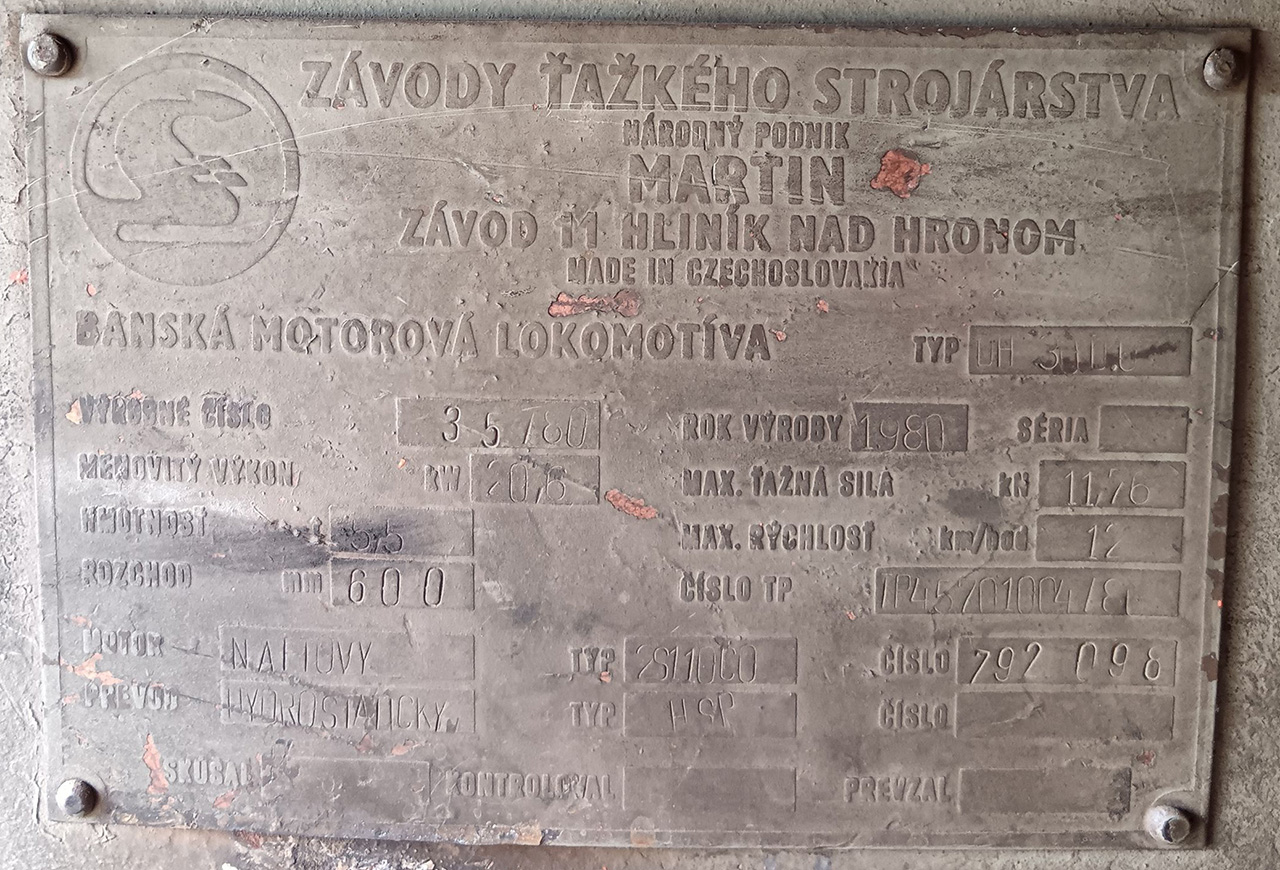 ZÁVODY ŤAŽKÉHO STROJÁRSTVA
NÁRODNÝ PODNIK
MARTIN
ZÁVOD 11 HLINÍK NAD HRONOM
MADE IN CZECHOSLOVAKIA
BANSKÁ MOTOROVÁ LOKOMOTÍVA TYP DH
VÝROBNÉ ČÍSLO 35 780 ROK VÝROBY 1980 SÉRIA
MENOVITÝ VÝKON KW 20,6 MAX. ŤAŽNÁ SILA kN 11,76
HMOTNOSŤ t 3,5 MAX. RÝCHLOSŤ km/hod 12
ROZCHOD mm 600 ČÍSLO TP
MOTOR NAFTOVÝ TYP 2S110C0 ČÍSLO 792 098
PREVOD HYDROSTATICKÝ TYP HSP ČÍSLO
SKÚŠAL KONTROLOVAL PREVZAL